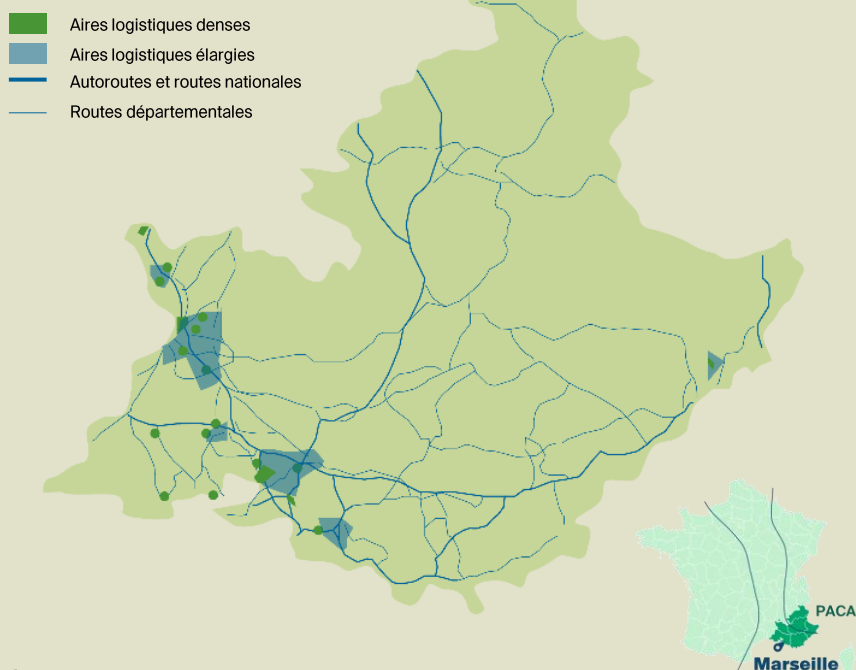 Aires logistiques denses
Aires logistiques élargies
Autoroutes et routes nationales
Routes départementales
PACA
Marseille